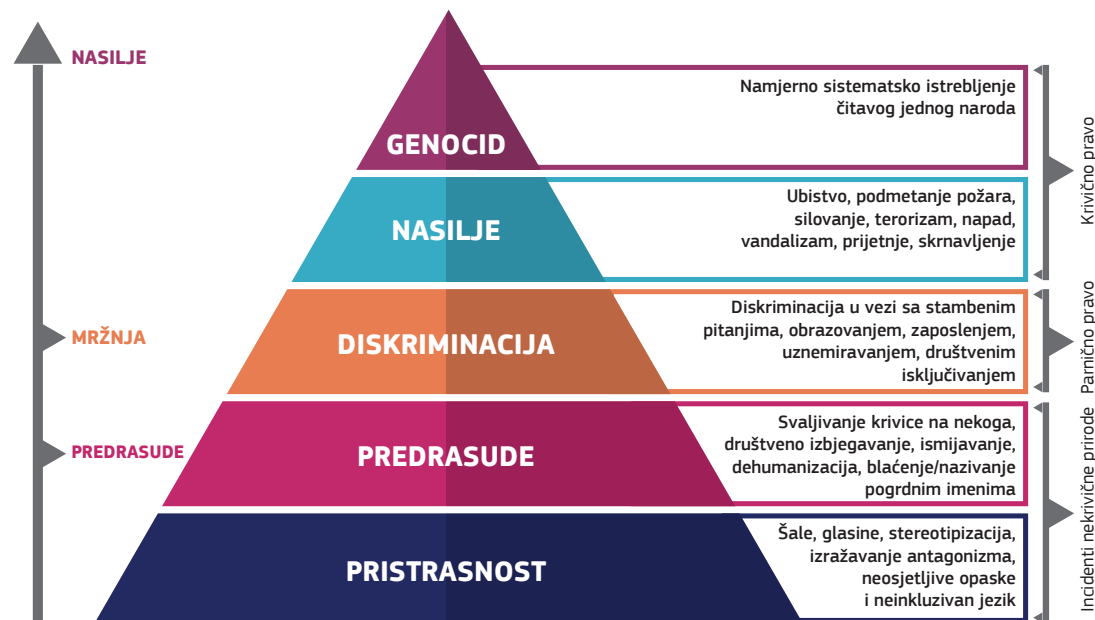 NASILJE
GENOCID
Namjerno sistematsko istrebljenje
čitavog jednog naroda
NASILJE
Ubistvo, podmetanje požara,
silovanje, terorizam, napad,
vandalizam, prijetnje, skrnavljenje
Krivično pravo
MRŽNJA
DISKRIMINACIJA
Diskriminacija u vezi sa stambenim
pitanjima, obrazovanjem, zaposlenjem,
uznemiravanjem, društvenim
isključivanjem
Parnično pravo
PREDRASUDE
PREDRASUDE
Svaljivanje krivice na nekoga,
društveno izbjegavanje, ismijavanje,
dehumanizacija, blaćenje/nazivanje
pogrdnim imenima
PRISTRASNOST
Šale, glasine, stereotipizacija,
izražavanje antagonizma,
neosjetljive opaske
i neinkluzivan jezik
Incidenti nekrivične prirode